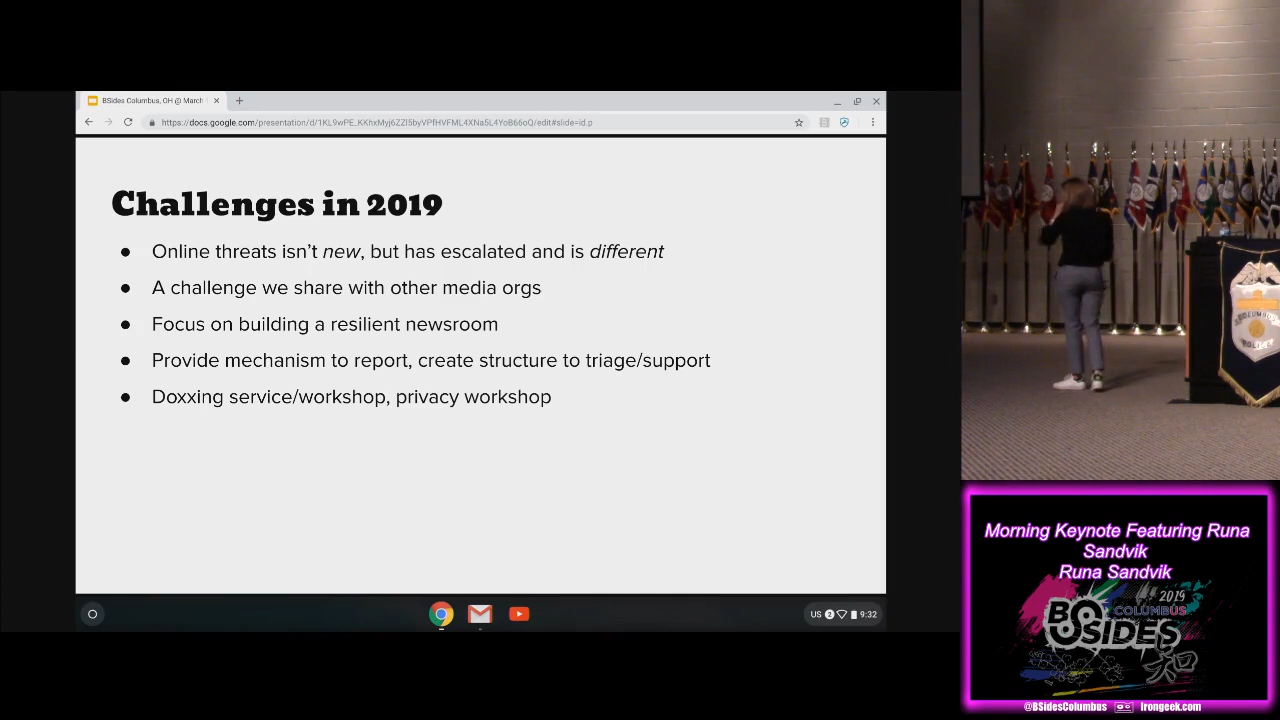 BSides Columbus, OH @ March
https://docs.google.com/presentation/d/1KL9wPE_KKhxMyj6ZZl5byVPfHVFML4XNa5L4YoB66oQ/edit#slide=id.p
Challenges in 2019
● Online threats isn’t new, but has escalated and is different
● A challenge we share with other media orgs
● Focus on building a resilient newsroom
● Provide mechanism to report, create structure to triage/support
● Doxxing service/workshop, privacy workshop
US 2 9:32
POLICE
Morning Keynote Featuring Runa
Sandvik
Runa Sandvik
2019
COLUMBUS
BSIDES
@BSidesColumbus Irongeek.com